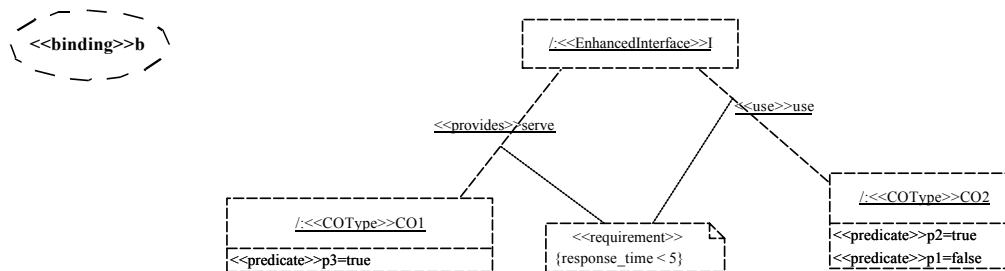 <<binding>>b
/:<<EnhancedInterface>>I
<<use>>use
<<provides>>serve
/:<<COType>>CO1
<<predicate>>p3=true
<<requirement>>
{response_time < 5}
/:<<COType>>CO2
<<predicate>>p2=true
<<predicate>>p1=false